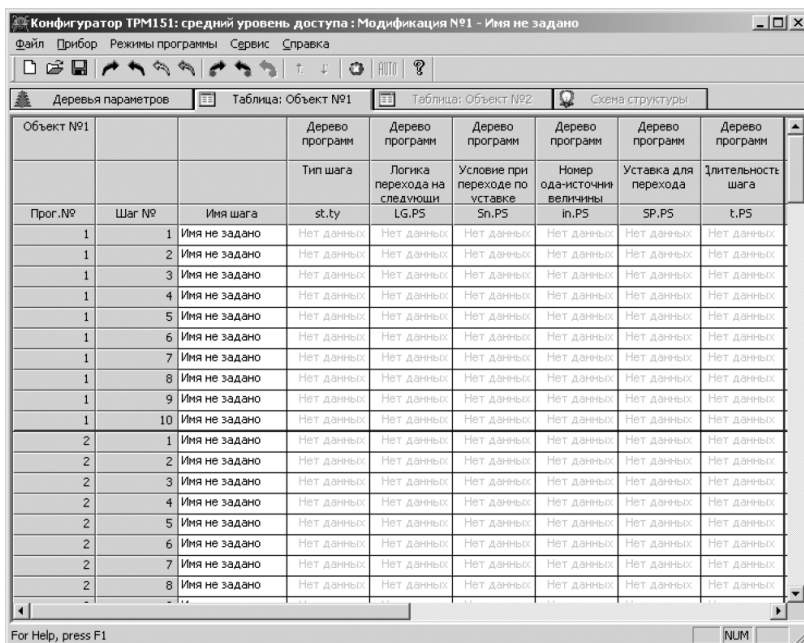 Конфигуратор ТРМ151: средний уровень доступа : Модификация №1 - Имя не задано
Файл Прибор Режимы программы Сервис Справка
AUTO
Деревья параметров Таблица: Объект №1 Таблица: Объект №2 Схема структуры
Объект №1 Дерево программ Дерево программ Дерево программ Дерево программ Дерево программ Дерево программ
Тип шага Логика перехода на следующи Условие при переходе по уставке Номер ода-источник величины Уставка для перехода Длительность шага
Прог.№ Шаг № Имя шага st.ty LG.PS Sn.PS in.PS SP.PS t.PS
1 1 Имя не задано Нет данных Нет данных Нет данных Нет данных Нет данных Нет данных
1 2 Имя не задано Нет данных Нет данных Нет данных Нет данных Нет данных Нет данных
1 3 Имя не задано Нет данных Нет данных Нет данных Нет данных Нет данных Нет данных
1 4 Имя не задано Нет данных Нет данных Нет данных Нет данных Нет данных Нет данных
1 5 Имя не задано Нет данных Нет данных Нет данных Нет данных Нет данных Нет данных
1 6 Имя не задано Нет данных Нет данных Нет данных Нет данных Нет данных Нет данных
1 7 Имя не задано Нет данных Нет данных Нет данных Нет данных Нет данных Нет данных
1 8 Имя не задано Нет данных Нет данных Нет данных Нет данных Нет данных Нет данных
1 9 Имя не задано Нет данных Нет данных Нет данных Нет данных Нет данных Нет данных
1 10 Имя не задано Нет данных Нет данных Нет данных Нет данных Нет данных Нет данных
2 1 Имя не задано Нет данных Нет данных Нет данных Нет данных Нет данных Нет данных
2 2 Имя не задано Нет данных Нет данных Нет данных Нет данных Нет данных Нет данных
2 3 Имя не задано Нет данных Нет данных Нет данных Нет данных Нет данных Нет данных
2 4 Имя не задано Нет данных Нет данных Нет данных Нет данных Нет данных Нет данных
2 5 Имя не задано Нет данных Нет данных Нет данных Нет данных Нет данных Нет данных
2 6 Имя не задано Нет данных Нет данных Нет данных Нет данных Нет данных Нет данных
2 7 Имя не задано Нет данных Нет данных Нет данных Нет данных Нет данных Нет данных
2 8 Имя не задано Нет данных Нет данных Нет данных Нет данных Нет данных Нет данных
For Help, press F1 NUM